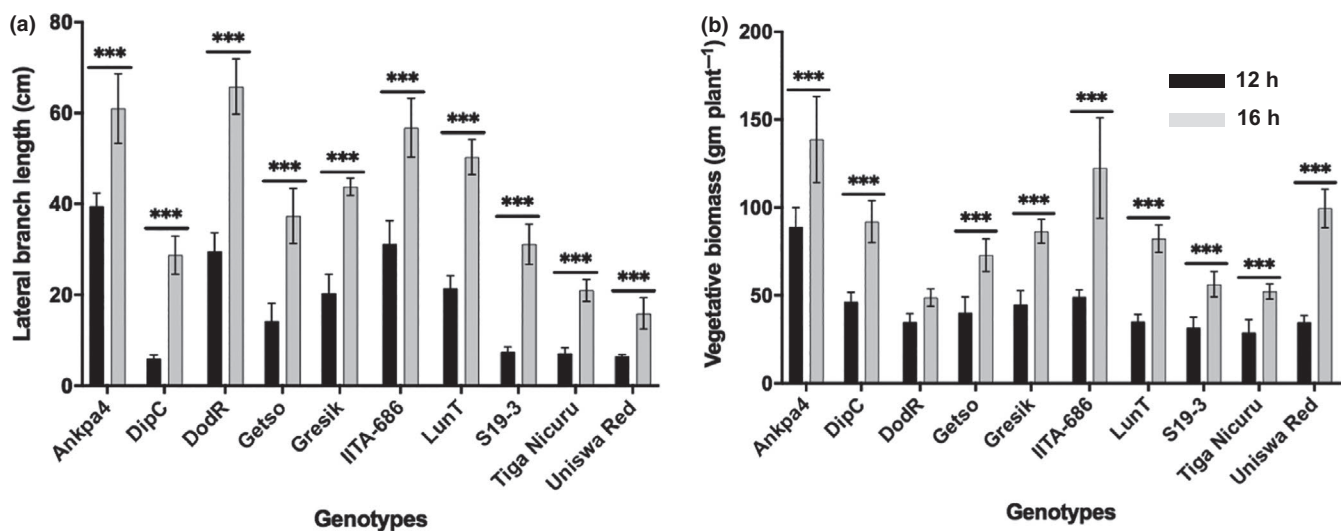 (a)
Lateral branch length (cm)
80
60
40
20
0
***
***
***
***
***
***
***
***
***
***
Ankpa4
DipC
DodR
Getso
Gresik
IITA-686
LunT
S19-3
Tiga Nicuru
Uniswa Red
Genotypes
(b)
Vegetative biomass (gm plant⁻¹)
200
150
100
50
0
***
***
***
***
***
***
***
***
***
12 h
16 h
Ankpa4
DipC
DodR
Getso
Gresik
IITA-686
LunT
S19-3
Tiga Nicuru
Uniswa Red
Genotypes